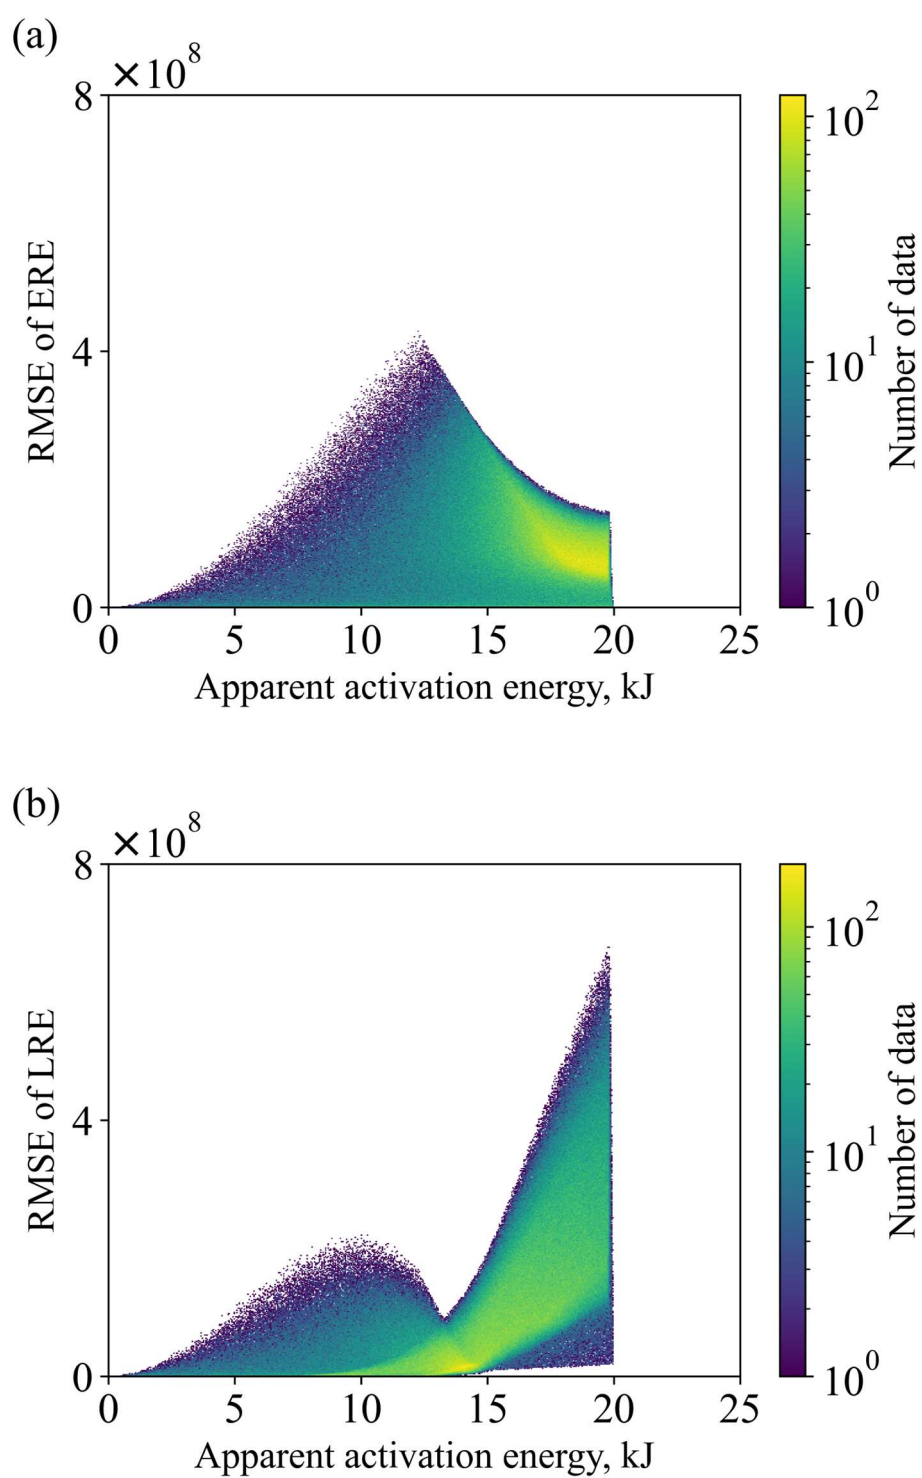 (a)
×10^8
8
4
0
RMSE of ERE
0 5 10 15 20 25
Apparent activation energy, kJ
10^2
10^1
10^0
Number of data
(b)
×10^8
8
4
0
RMSE of LRE
0 5 10 15 20 25
Apparent activation energy, kJ
10^2
10^1
10^0
Number of data